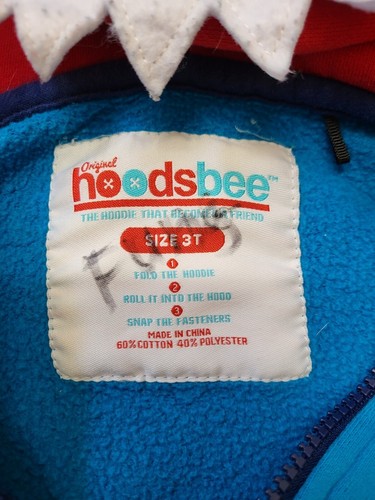 Original
hoodsbee™
THE HOODIE THAT BECOMES A FRIEND
SIZE 3T
1
FOLD THE HOODIE
2
ROLL IT INTO THE HOOD
3
SNAP THE FASTENERS
MADE IN CHINA
60% COTTON 40% POLYESTER